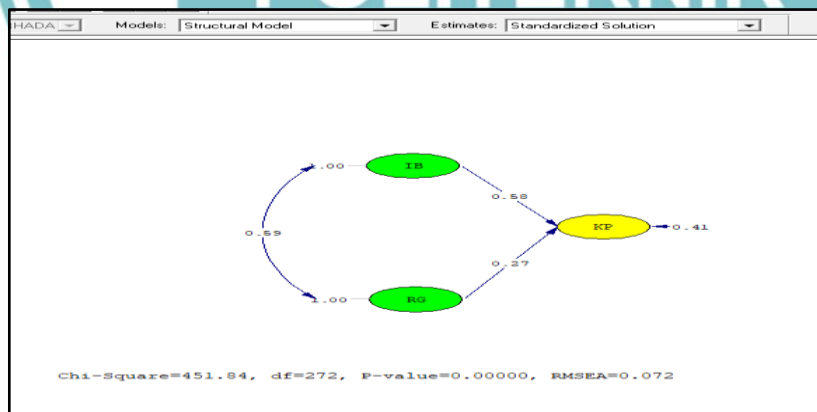 HADA Models: Structural Model Estimates: Standardized Solution
1.00 IB
0.58
0.59 KP 0.41
0.27
1.00 RG
Chi-Square=451.84, df=272, P-value=0.00000, RMSEA=0.072